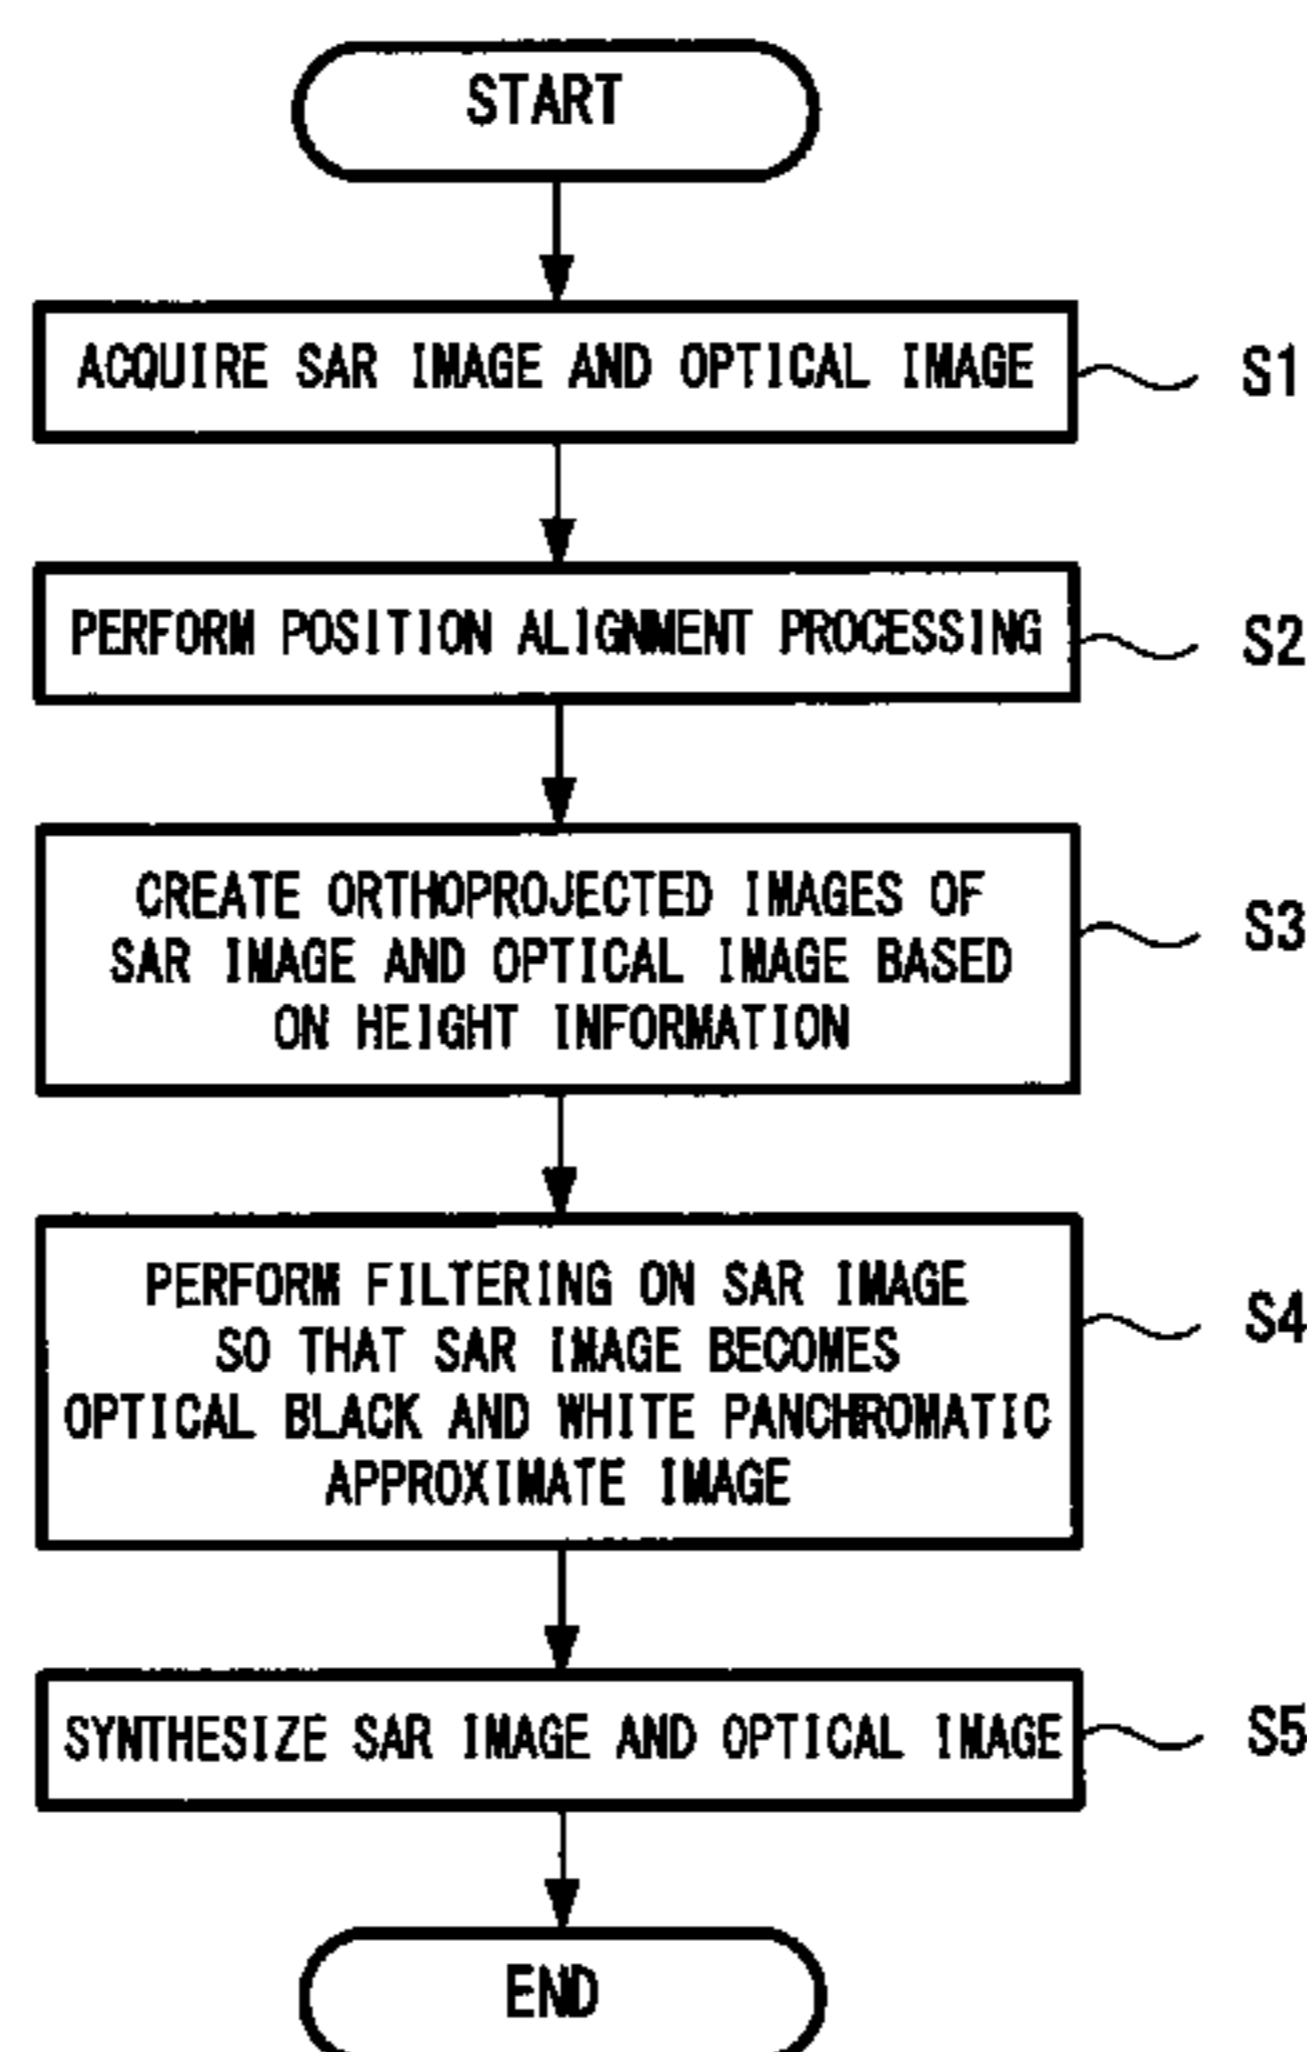 START
ACQUIRE SAR IMAGE AND OPTICAL IMAGE
S1
PERFORM POSITION ALIGNMENT PROCESSING
S2
CREATE ORTHOPROJECTED IMAGES OF
SAR IMAGE AND OPTICAL IMAGE BASED
ON HEIGHT INFORMATION
S3
PERFORM FILTERING ON SAR IMAGE
SO THAT SAR IMAGE BECOMES
OPTICAL BLACK AND WHITE PANCHROMATIC
APPROXIMATE IMAGE
S4
SYNTHESIZE SAR IMAGE AND OPTICAL IMAGE
S5
END